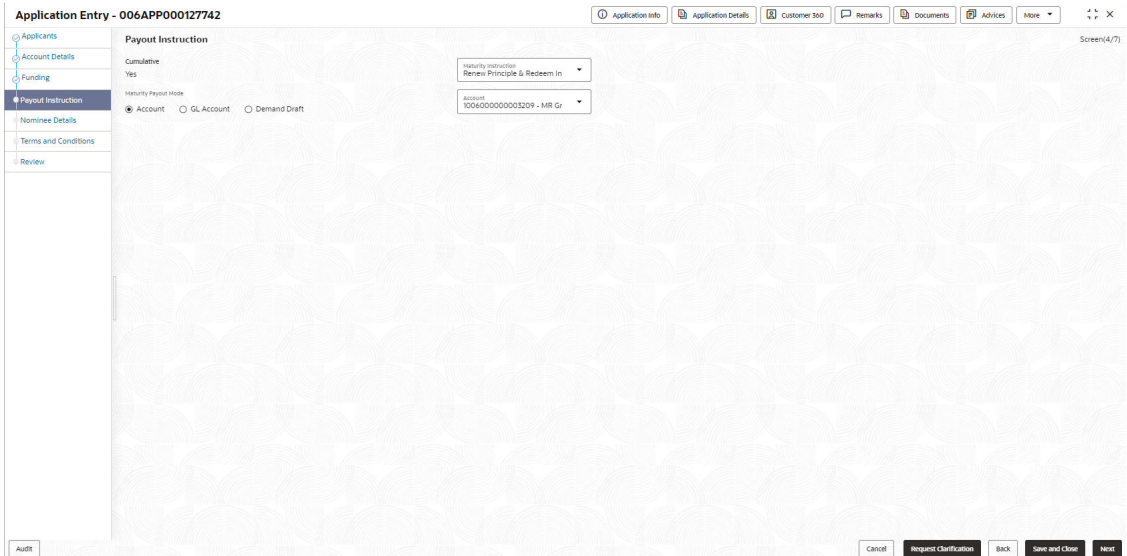 Application Entry - 006APP000127742
Application Info
Application Details
Customer 360
Remarks
Documents
Advices
More
Applicants
Account Details
Funding
Payout Instruction
Nominee Details
Terms and Conditions
Review
Payout Instruction
Screen(4/7)
Cumulative
Yes
Maturity Instruction
Renew Principle & Redeem In
Maturity Payout Mode
Account
GL Account
Demand Draft
Account
1006000000003209 - MR Gr
Audit
Cancel
Request Clarification
Back
Save and Close
Next